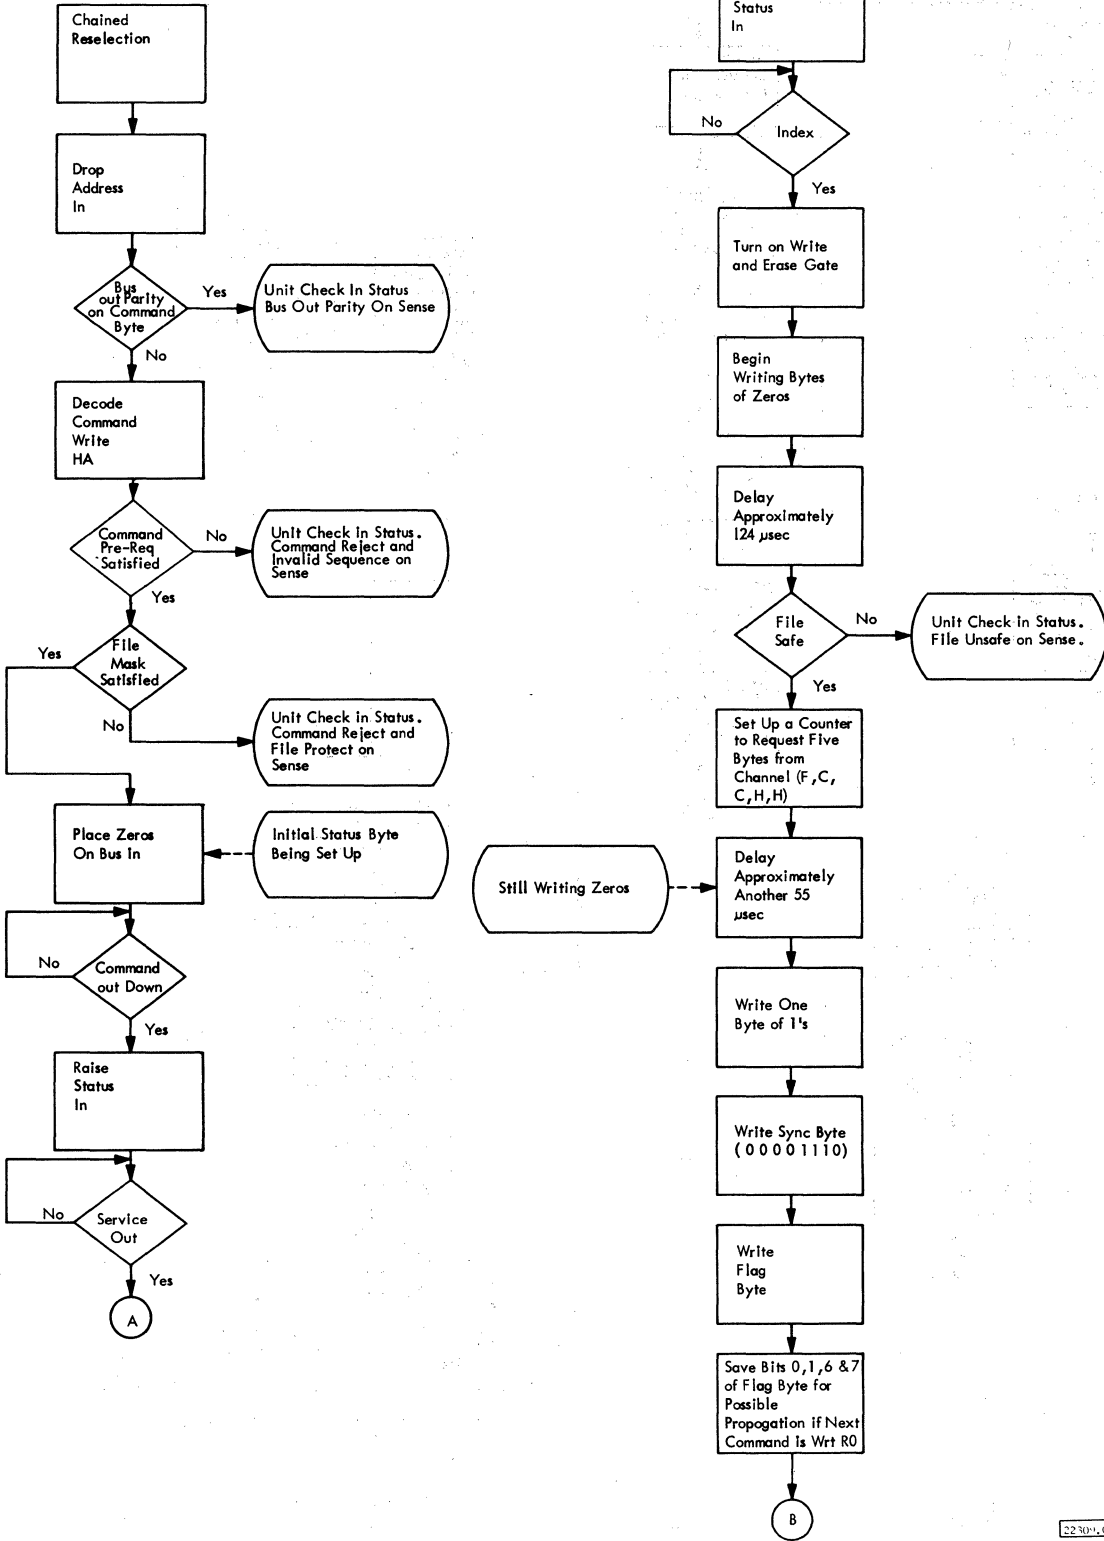 Chained
Reselection
Drop
Address
In
Bus
out Parity
on Command
Byte
Yes
Unit Check In Status
Bus Out Parity On Sense
No
Decode
Command
Write
HA
Command
Pre-Req
Satisfied
No
Unit Check in Status.
Command Reject and
Invalid Sequence on
Sense
Yes
File
Mask
Satisfied
Yes
No
Unit Check in Status.
Command Reject and
File Protect on
Sense
Place Zeros
On Bus in
Initial Status Byte
Being Set Up
No
Command
out Down
Yes
Raise
Status
In
No
Service
Out
Yes
A
Status
In
No
Index
Yes
Turn on Write
and Erase Gate
Begin
Writing Bytes
of Zeros
Delay
Approximately
124 μsec
File
Safe
No
Unit Check in Status.
File Unsafe on Sense.
Yes
Set Up a Counter
to Request Five
Bytes from
Channel (F,C,
C,H,H)
Still Writing Zeros
Delay
Approximately
Another 55
μsec
Write One
Byte of 1's
Write Sync Byte
(00001110)
Write
Flag
Byte
Save Bits 0,1,6 &7
of Flag Byte for
Possible
Propogation if Next
Command is Wrt R0
B